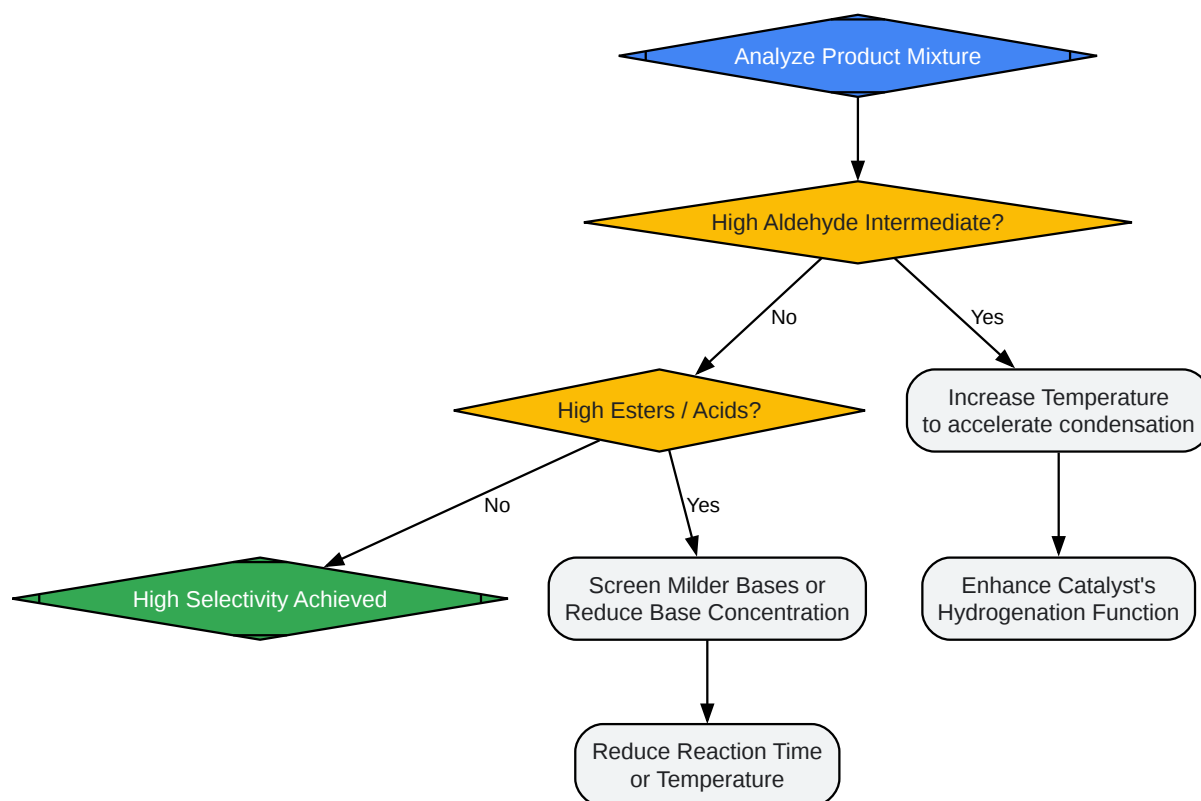 Analyze Product Mixture
High Aldehyde Intermediate?
No
Yes
High Esters / Acids?
Increase Temperature
to accelerate condensation
No
Yes
High Selectivity Achieved
Screen Milder Bases or
Reduce Base Concentration
Enhance Catalyst's
Hydrogenation Function
Reduce Reaction Time
or Temperature